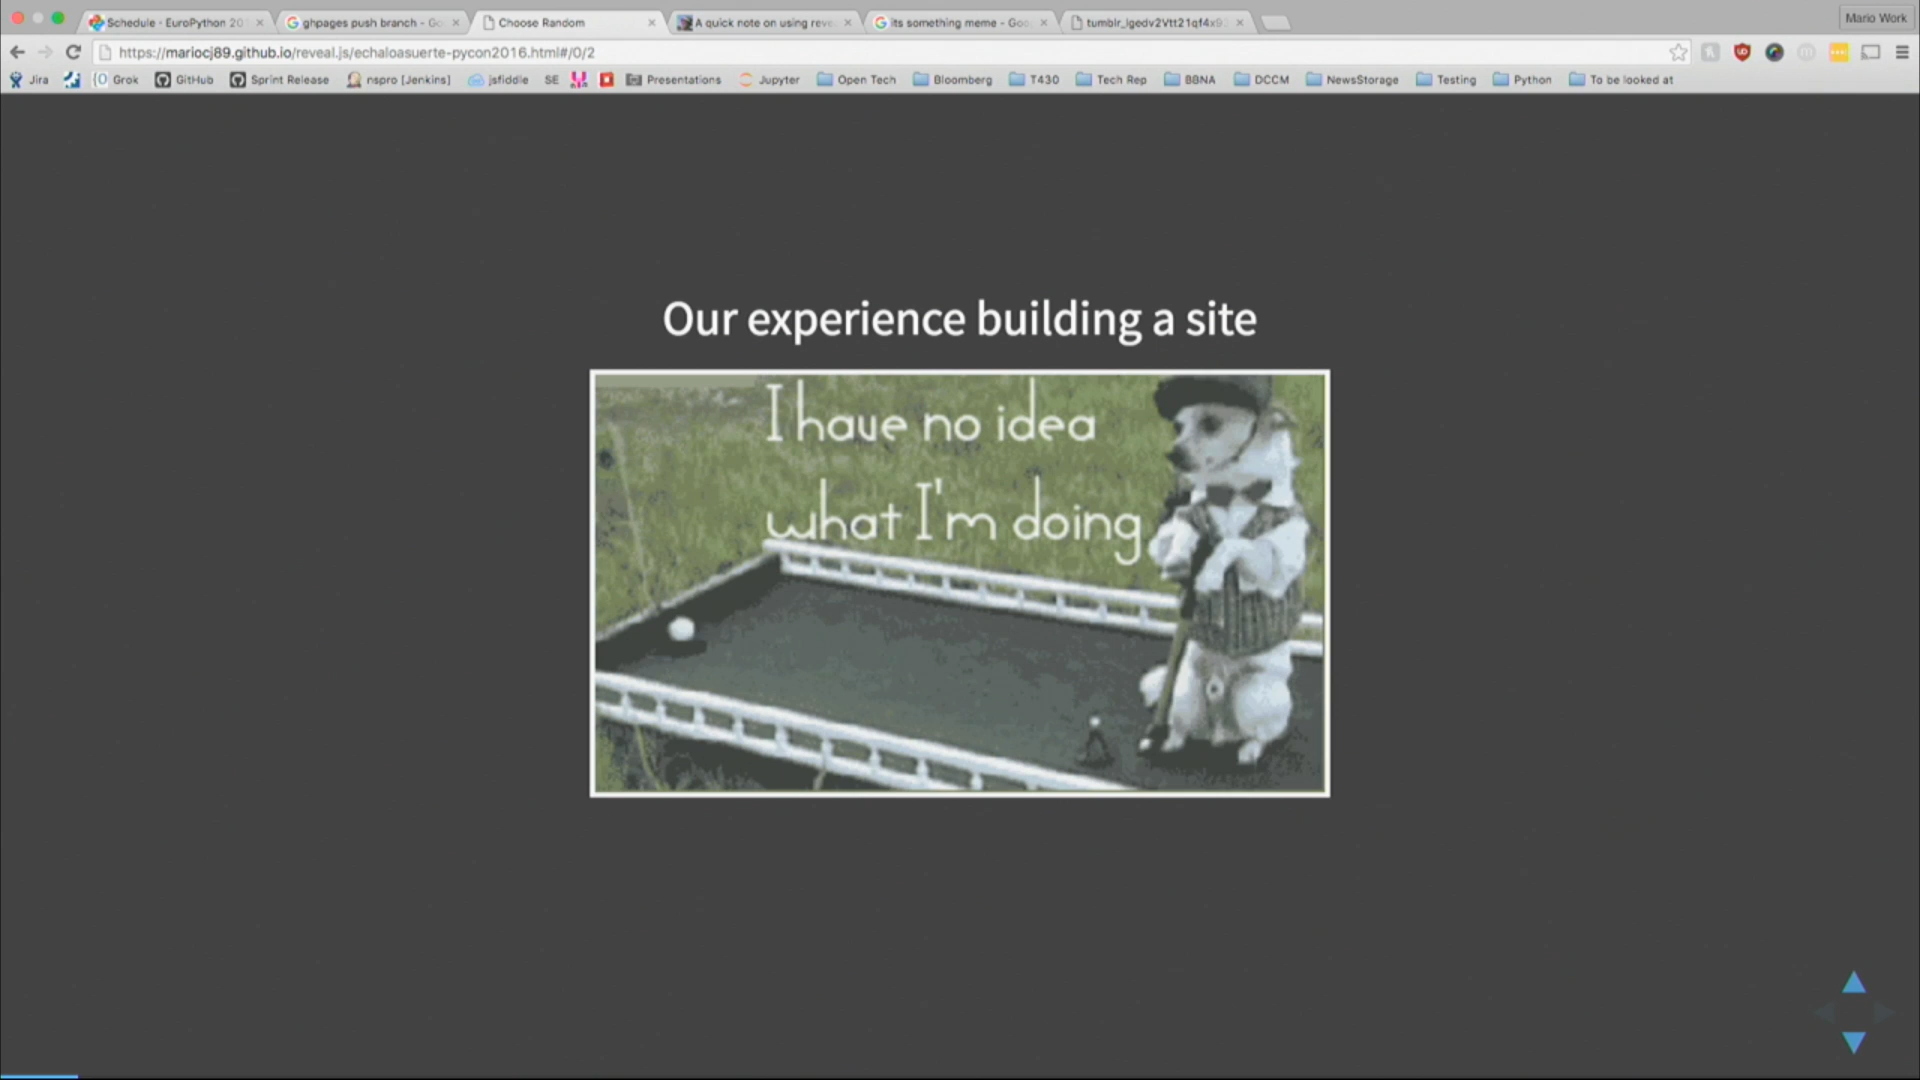 Schedule - EuroPython 20
ghpages push branch - Go
Choose Random
A quick note on using reve
its something meme - Goo
tumblr_lgedv2Vtt21qf4x9
Mario Work
https://mariocj89.github.io/reveal.js/echaloasuerte-pycon2016.html#/0/2
Jira
Grok
GitHub
Sprint Release
nspro [Jenkins]
jsfiddle
SE
Presentations
Jupyter
Open Tech
Bloomberg
T430
Tech Rep
BBNA
DCCM
NewsStorage
Testing
Python
To be looked at
Our experience building a site
I have no idea
what I'm doing